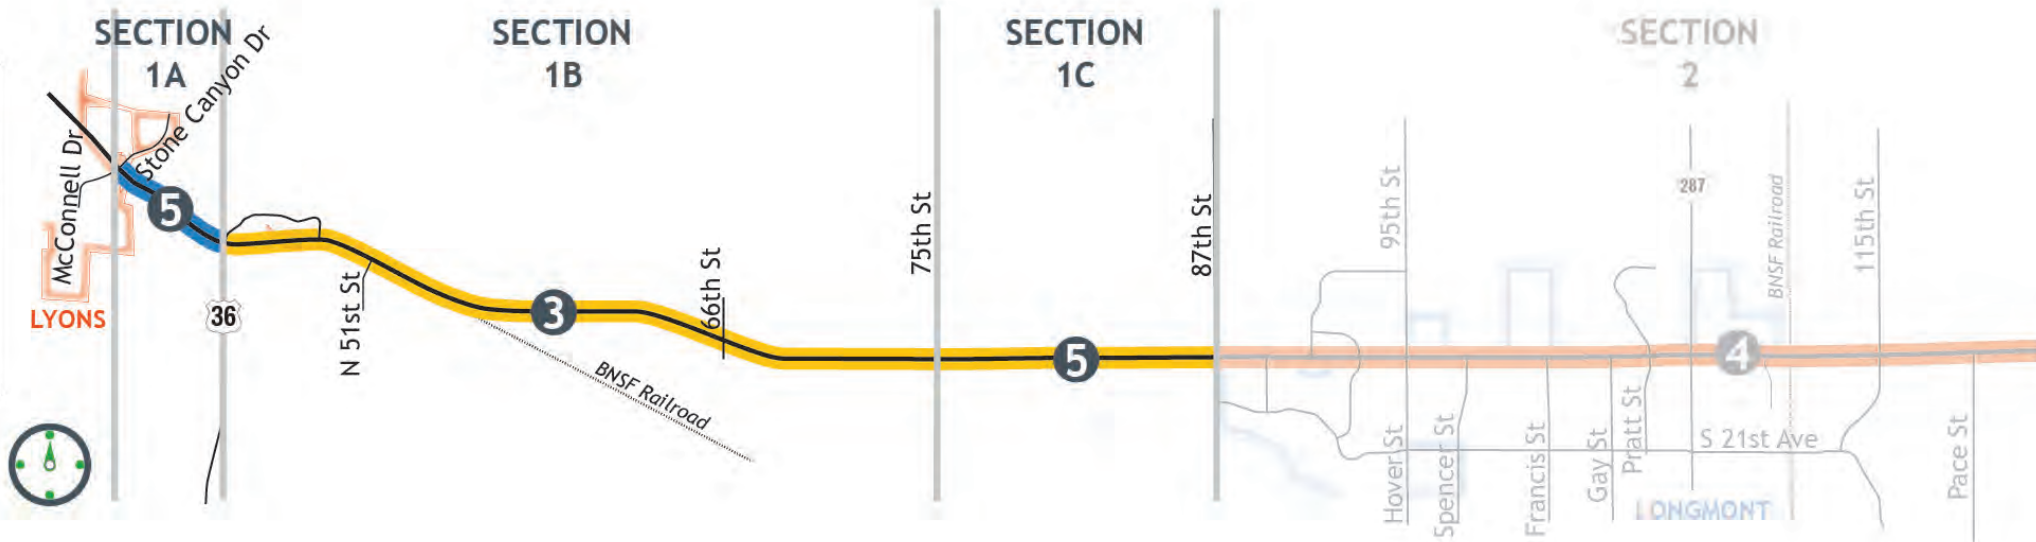 SECTION
1A
SECTION
1B
SECTION
1C
SECTION
2
Stone Canyon Dr
McConnell Dr
5
LYONS
36
N 51st St
3
BNSF Railroad
66th St
75th St
5
87th St
95th St
287
BNSF Railroad
115th St
4
Hover St
Spencer St
Francis St
Gay St
Pratt St
S 21st Ave
Pace St
LONGMONT